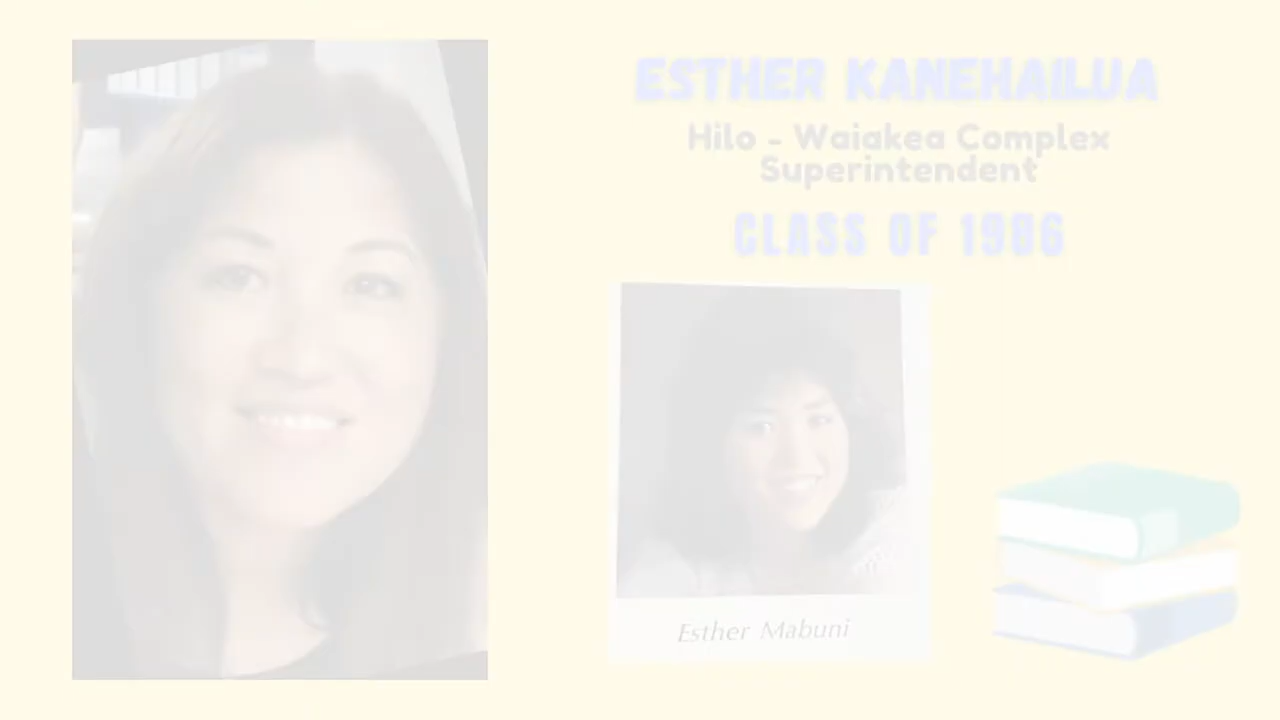 ESTHER KANEHAILUA
Hilo - Waiakea Complex
Superintendent
CLASS OF 1986
Esther Mabuni